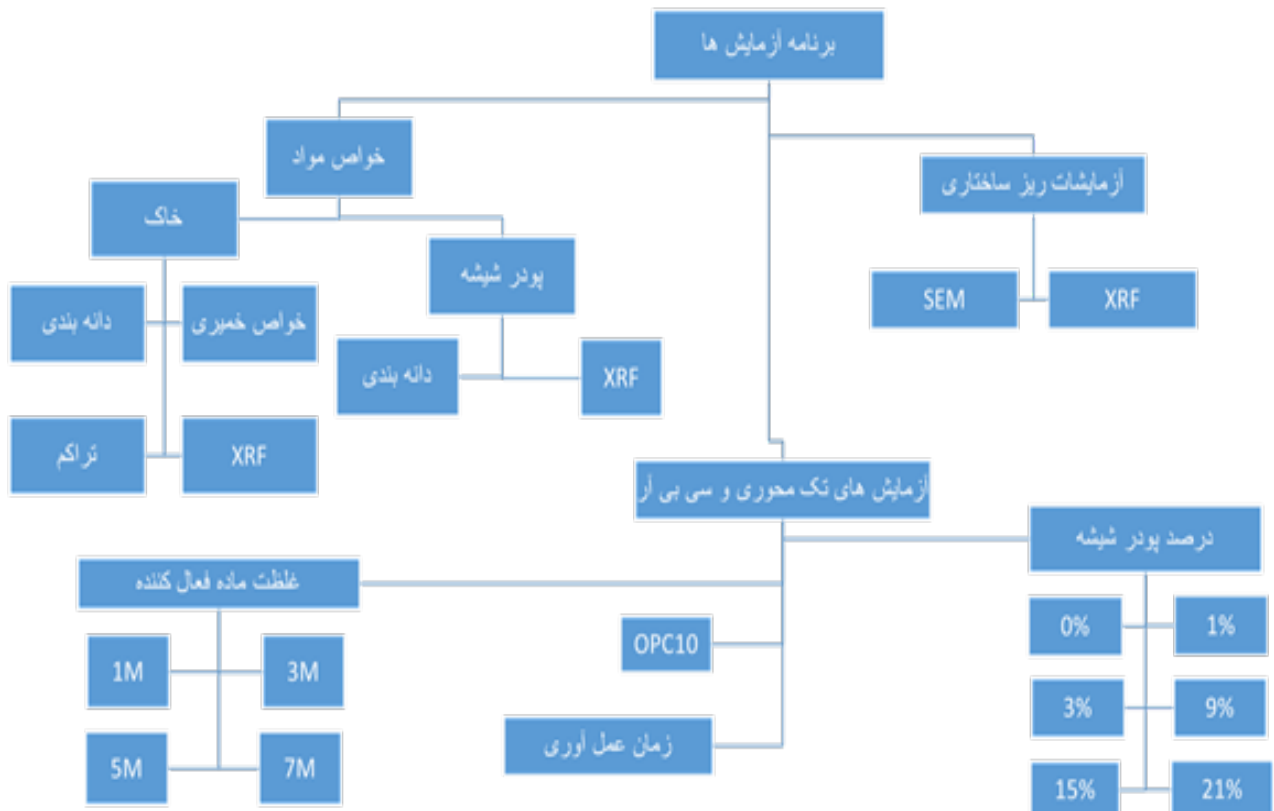 برنامه آزمایش ها
خواص مواد
آزمایشات ریز ساختاری
خاک
پودر شیشه
SEM
XRF
دانه بندی
خواص خمیری
دانه بندی
XRF
تراکم
XRF
آزمایش های تک محوری و سی بی آر
درصد پودر شیشه
غلظت ماده فعال کننده
0%
1%
OPC10
1M
3M
3%
9%
زمان عمل آوری
5M
7M
15%
21%